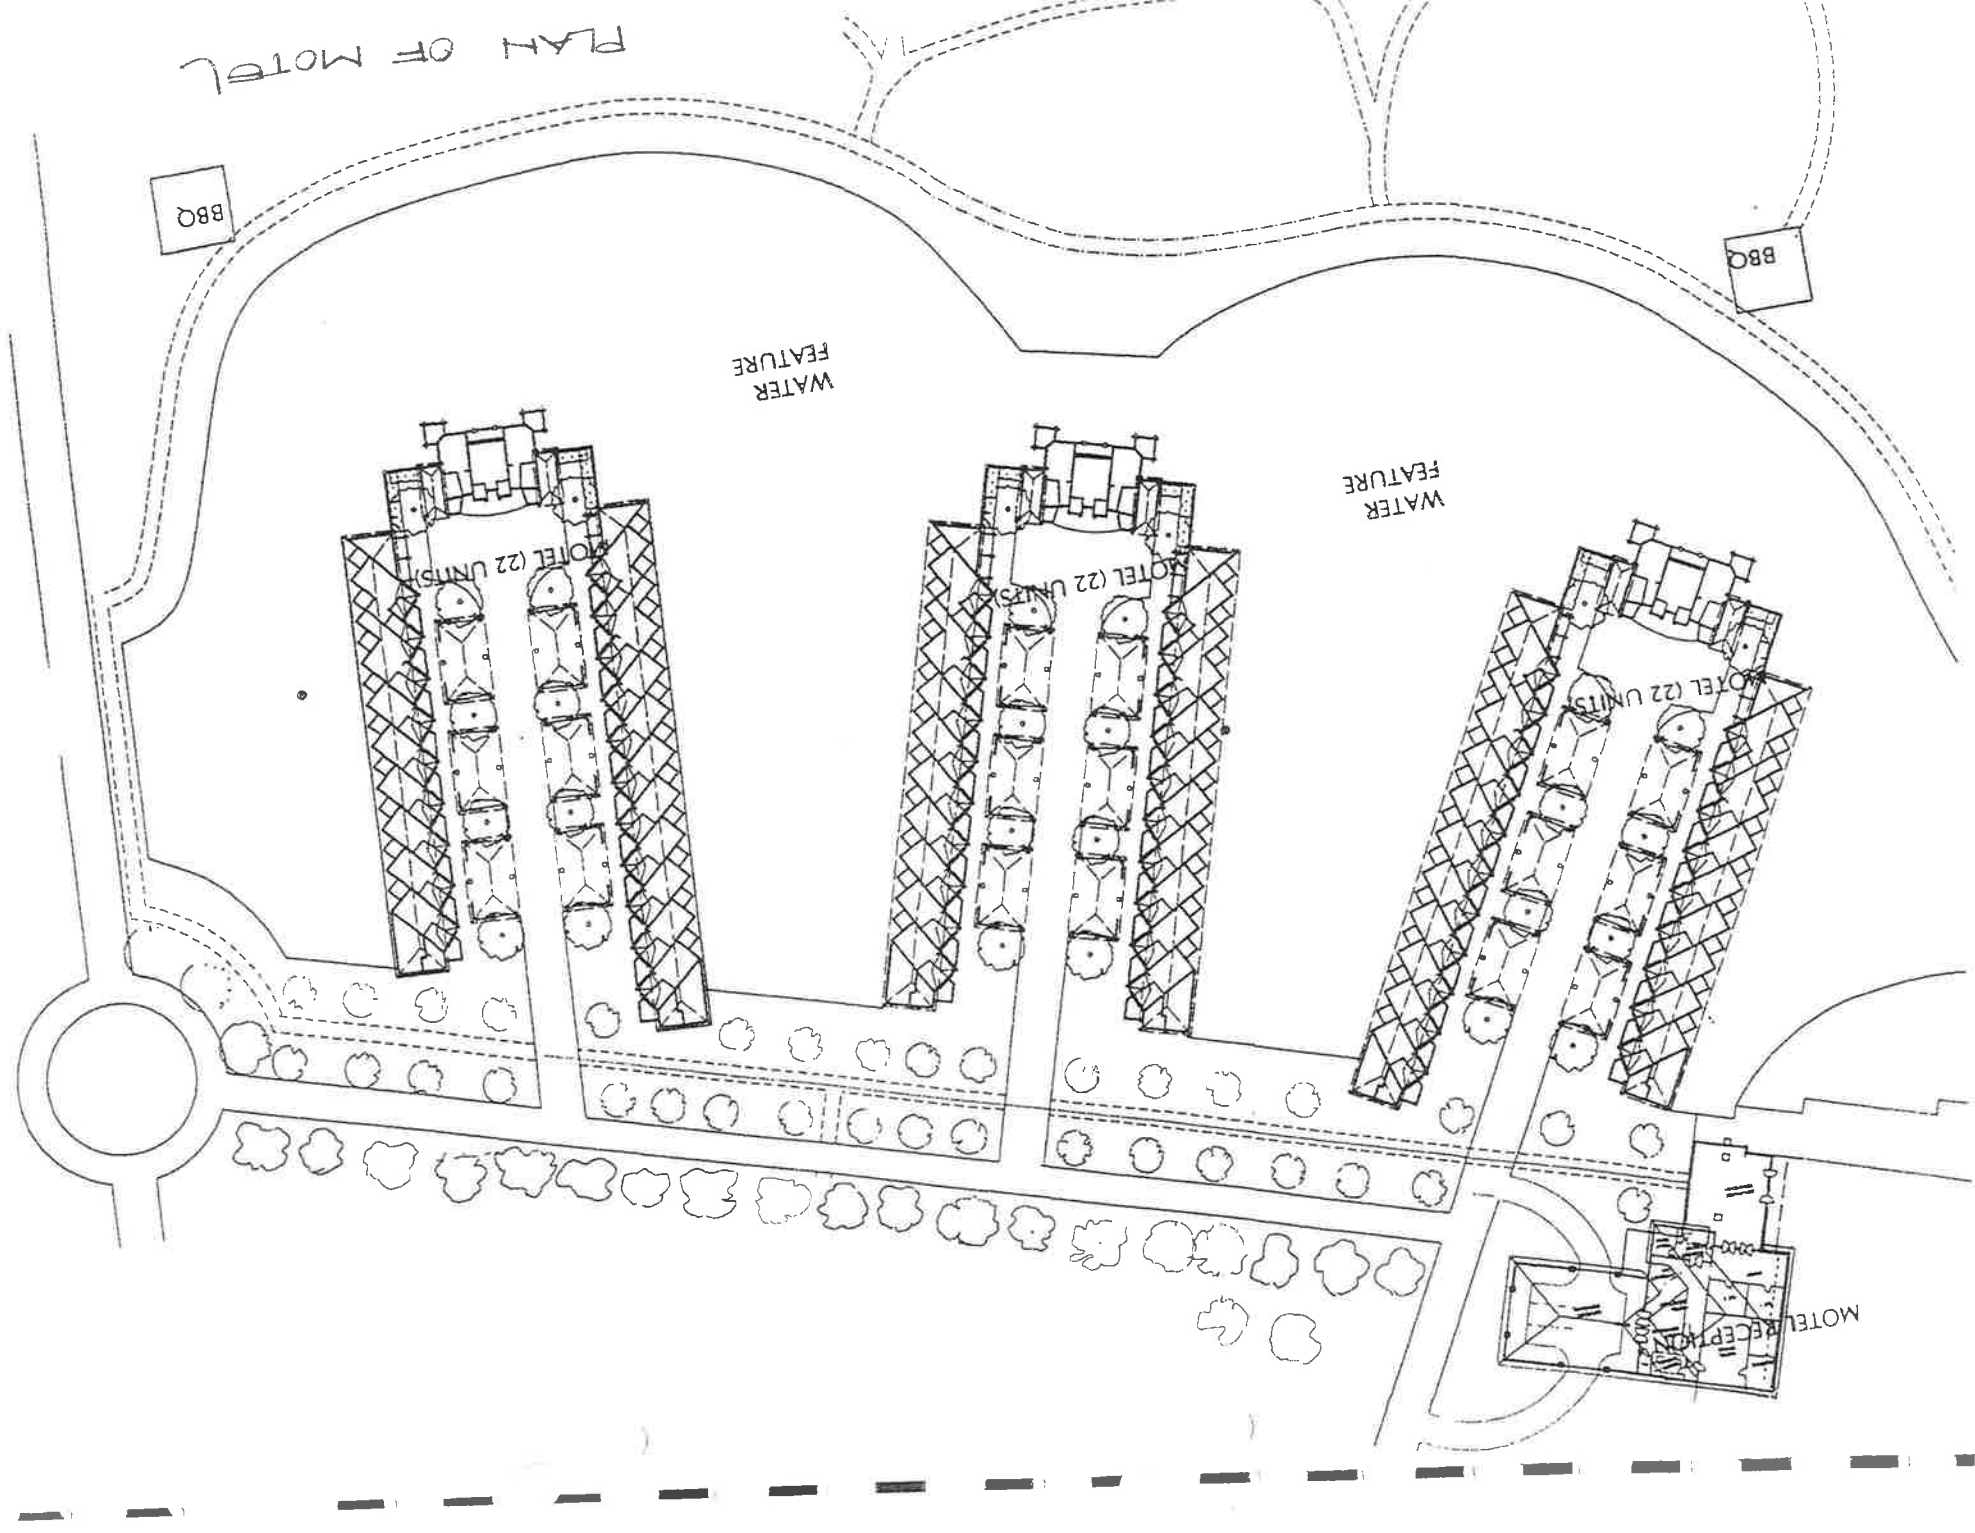 MOTEL RECEPTION
MOTEL (22 UNITS)
MOTEL (22 UNITS)
MOTEL (22 UNITS)
WATER
FEATURE
WATER
FEATURE
BBQ
BBQ
PLAN OF MOTEL